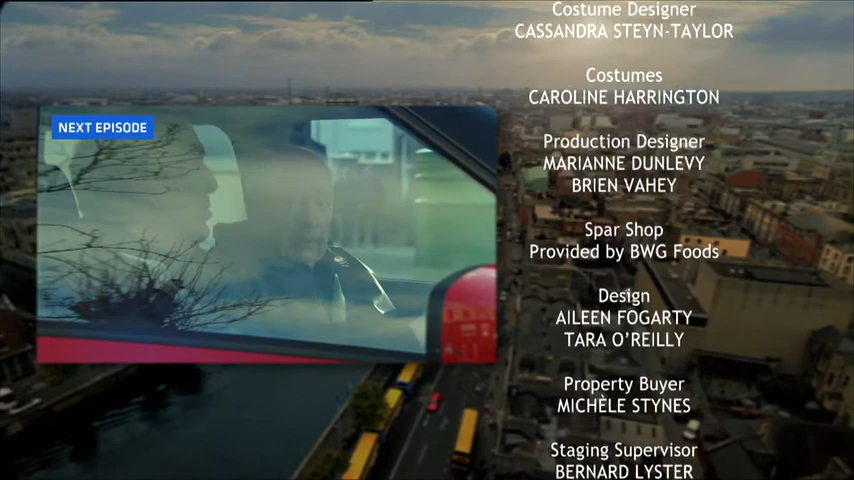 NEXT EPISODE
Costume Designer
CASSANDRA STEYN-TAYLOR
Costumes
CAROLINE HARRINGTON
Production Designer
MARIANNE DUNLEVY
BRIEN VAHEY
Spar Shop
Provided by BWG Foods
Design
AILEEN FOGARTY
TARA O'REILLY
Property Buyer
MICHÈLE STYNES
Staging Supervisor
BERNARD LYSTER